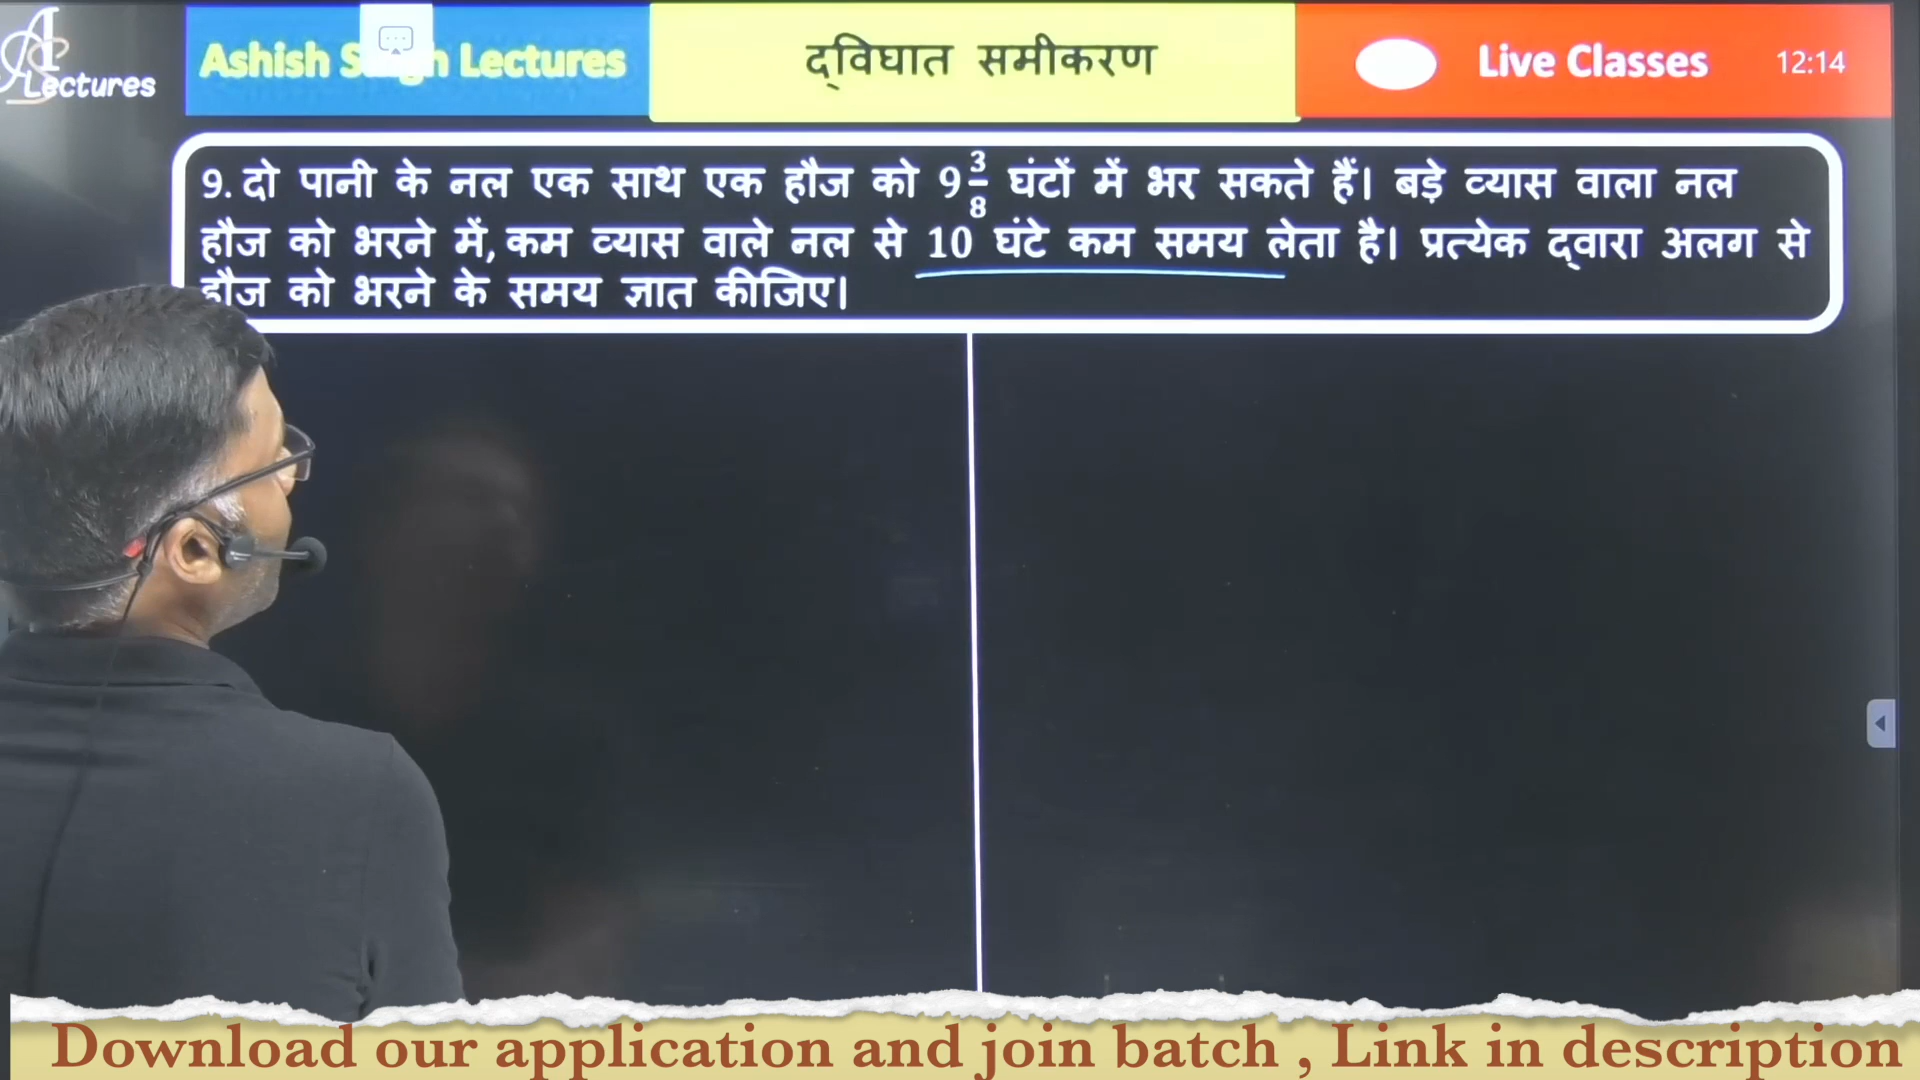 AS Lectures
Ashish Singh Lectures
द्विघात समीकरण
Live Classes
12:14
9. दो पानी के नल एक साथ एक हौज को 9 3/8 घंटों में भर सकते हैं। बड़े व्यास वाला नल
हौज को भरने में, कम व्यास वाले नल से 10 घंटे कम समय लेता है। प्रत्येक द्वारा अलग से
हौज को भरने के समय ज्ञात कीजिए।
Download our application and join batch , Link in description